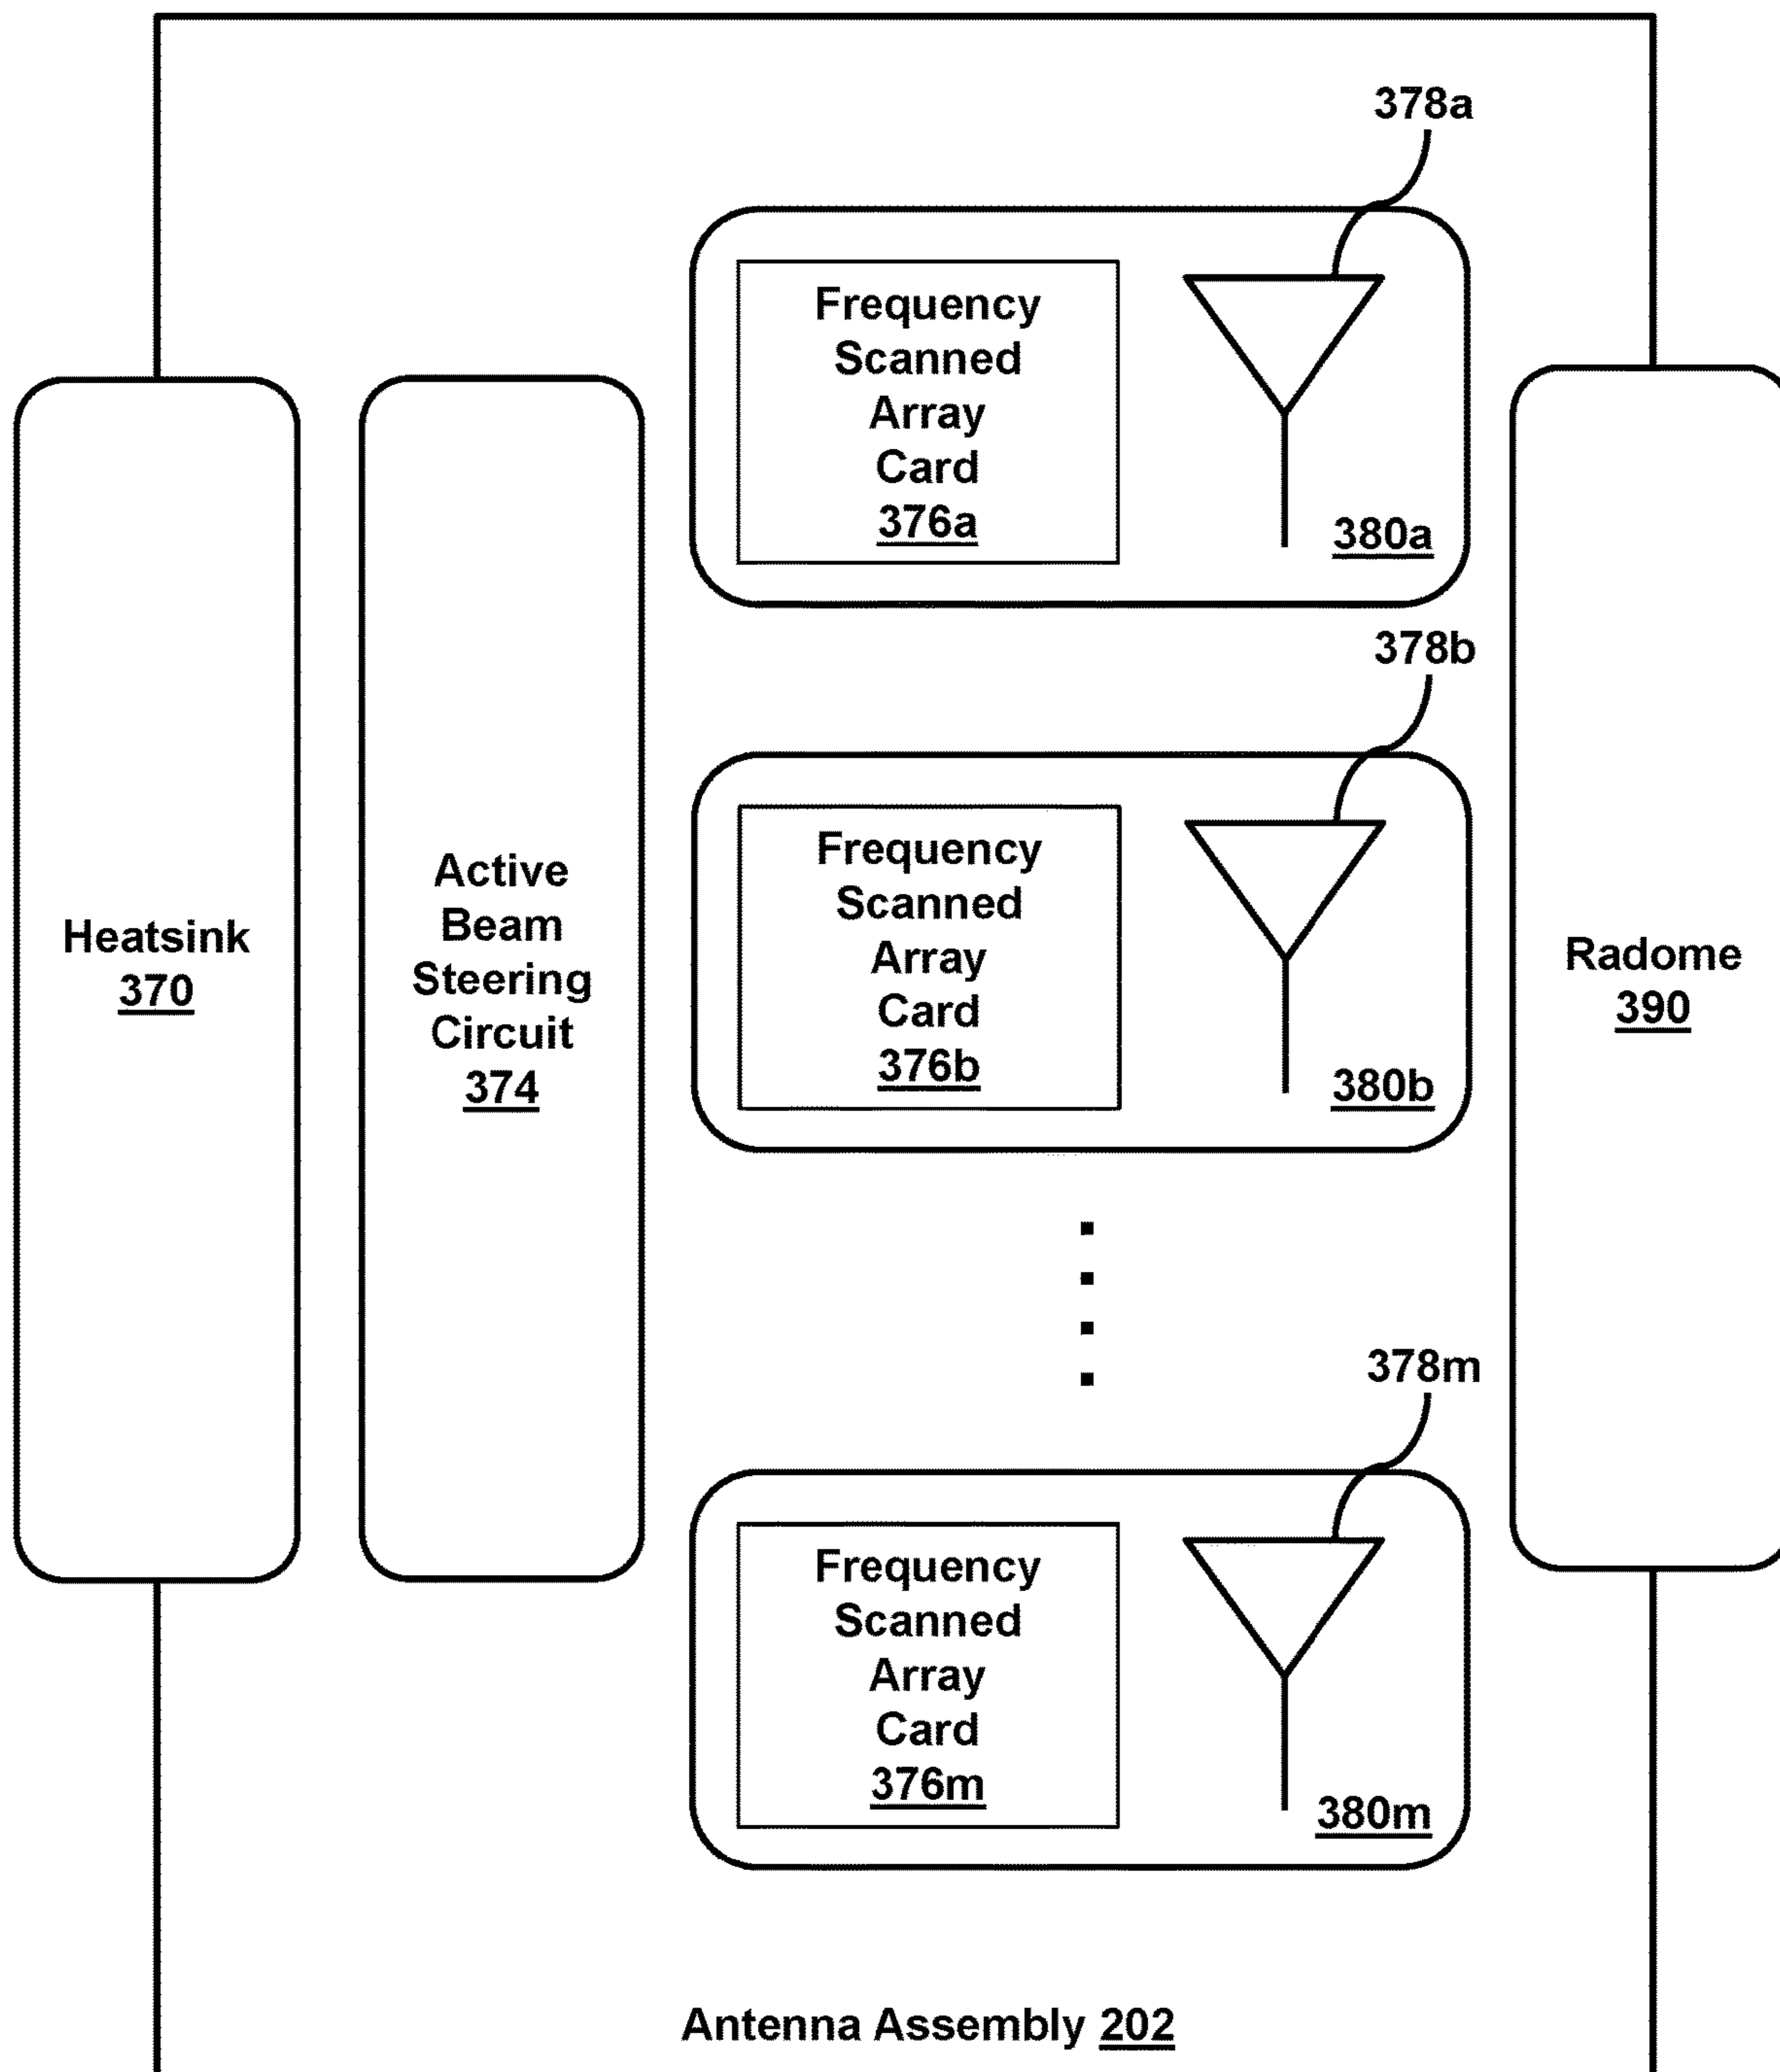 378a
Frequency
Scanned
Array
Card
376a
380a
378b
Frequency
Scanned
Array
Card
376b
380b
Heatsink
370
Active
Beam
Steering
Circuit
374
Radome
390
378m
Frequency
Scanned
Array
Card
376m
380m
Antenna Assembly 202